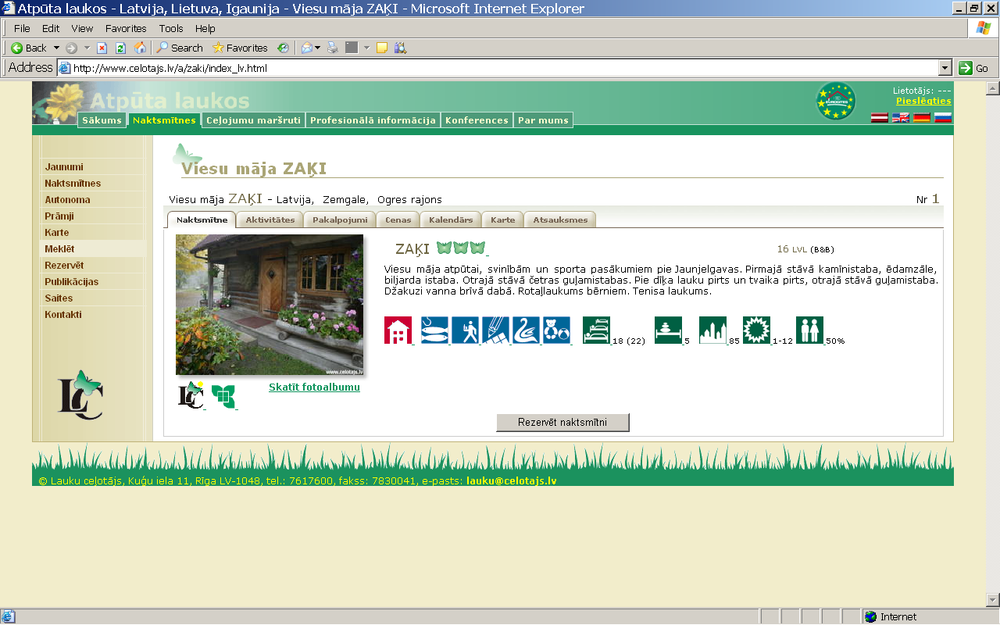 Atpūta laukos - Latvija, Lietuva, Igaunija - Viesu māja ZAĶI - Microsoft Internet Explorer
File Edit View Favorites Tools Help
Back Search Favorites
Address http://www.celotajs.lv/a/zaki/index_lv.html Go
Atpūta laukos
Lietotājs: ---
Pieslēgties
Sākums Naktsmītnes Ceļojumu maršruti Profesionālā informācija Konferences Par mums
Jaunumi
Naktsmītnes
Autonoma
Prāmji
Karte
Meklēt
Rezervēt
Publikācijas
Saites
Kontakti
LC
Viesu māja ZAĶI
Viesu māja ZAĶI - Latvija, Zemgale, Ogres rajons Nr 1
Naktsmītne Aktivitātes Pakalpojumi Cenas Kalendārs Karte Atsauksmes
www.celotajs.lv
LC
Skatīt fotoalbumu
ZAĶI 16 LVL (B&B)
Viesu māja atpūtai, svinībām un sporta pasākumiem pie Jaunjelgavas. Pirmajā stāvā kamīnistaba, ēdamzāle,
biljarda istaba. Otrajā stāvā četras guļamistabas. Pie dīķa lauku pirts un tvaika pirts, otrajā stāvā guļamistaba.
Džakuzi vanna brīvā dabā. Rotaļlaukums bērniem. Tenisa laukums.
18 (22) 5 85 1-12 50%
Rezervēt naktsmītni
© Lauku ceļotājs, Kuģu iela 11, Rīga LV-1048, tel.: 7617600, fakss: 7830041, e-pasts: lauku@celotajs.lv
Internet